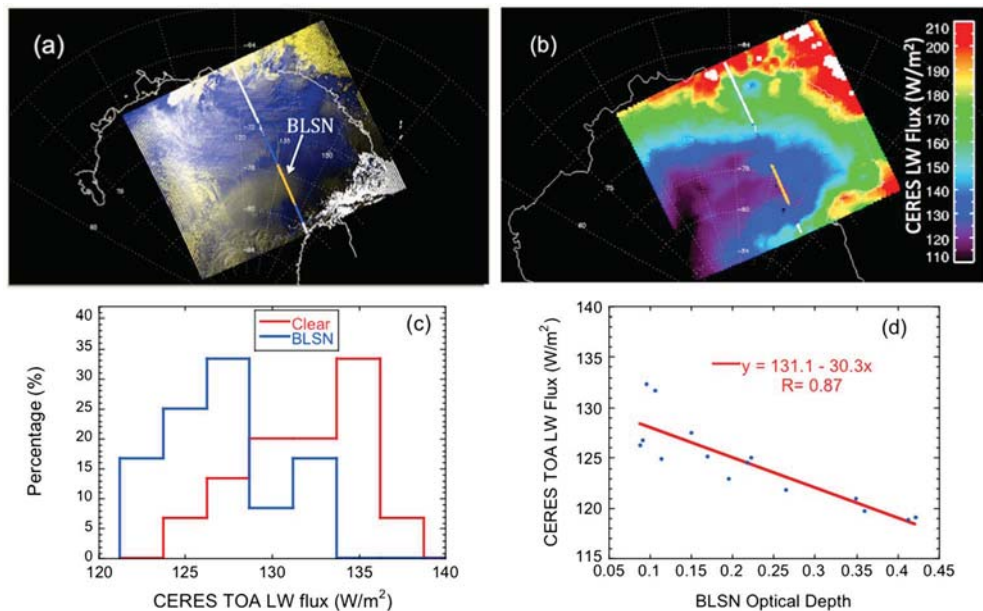 (a)
BLSN
(b)
CERES LW Flux (W/m²)
210
200
190
180
170
160
150
140
130
120
110
(c)
Clear
BLSN
Percentage (%)
40
35
30
25
20
15
10
5
0
120
125
130
135
140
CERES TOA LW flux (W/m²)
(d)
y = 131.1 - 30.3x
R= 0.87
CERES TOA LW Flux (W/m²)
140
135
130
125
120
115
0.05
0.1
0.15
0.2
0.25
0.3
0.35
0.4
0.45
BLSN Optical Depth